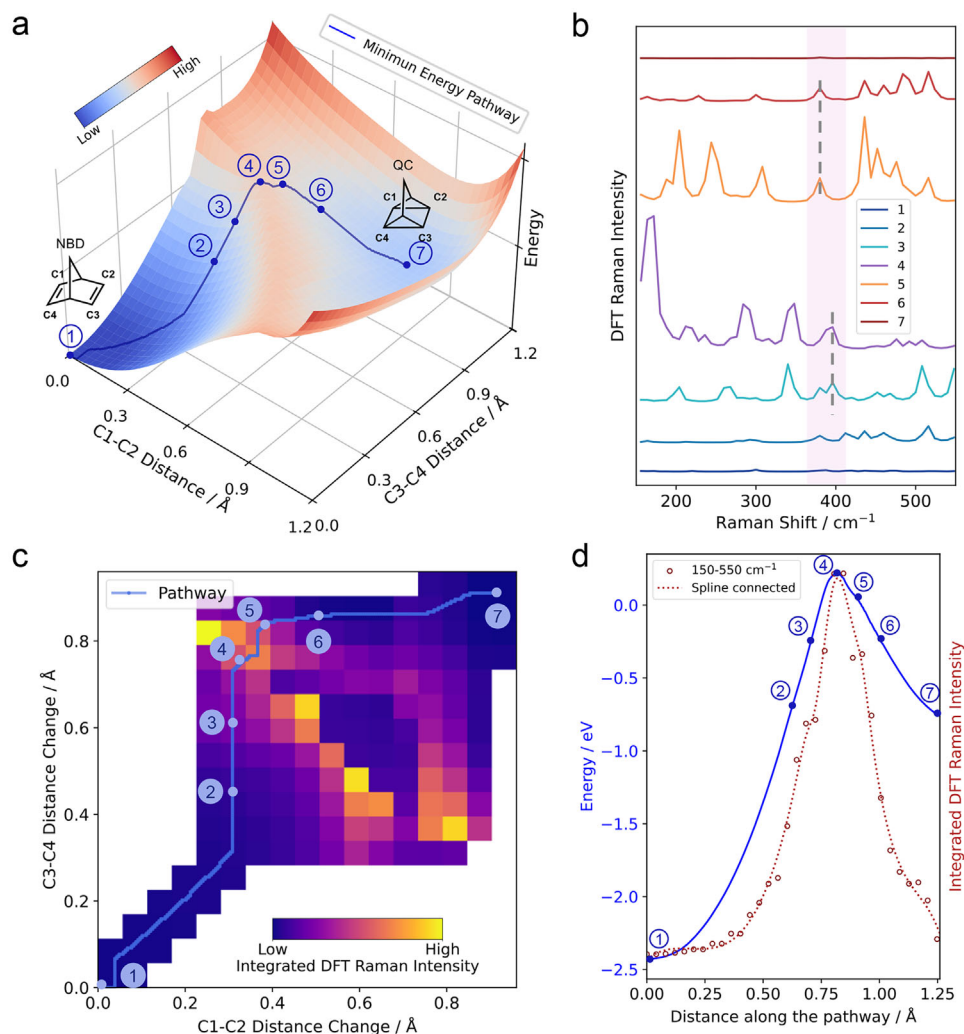 a
High
Low
Minimun Energy Pathway
4
5
3
6
2
7
1
NBD
C1
C2
C4
C3
QC
C1
C2
C4
C3
Energy
0.0
0.3
0.6
0.9
1.2
0.0
0.3
0.6
0.9
1.2
C1-C2 Distance / Å
C3-C4 Distance / Å
b
DFT Raman Intensity
1
2
3
4
5
6
7
200
300
400
500
Raman Shift / cm⁻¹
c
Pathway
0.8
0.6
0.4
0.2
0.0
C3-C4 Distance Change / Å
5
4
3
2
1
6
7
Low
High
Integrated DFT Raman Intensity
0.0
0.2
0.4
0.6
0.8
C1-C2 Distance Change / Å
d
150-550 cm⁻¹
Spline connected
4
5
3
6
2
7
1
0.0
−0.5
−1.0
−1.5
−2.0
−2.5
Energy / eV
Integrated DFT Raman Intensity
0.00
0.25
0.50
0.75
1.00
1.25
Distance along the pathway / Å